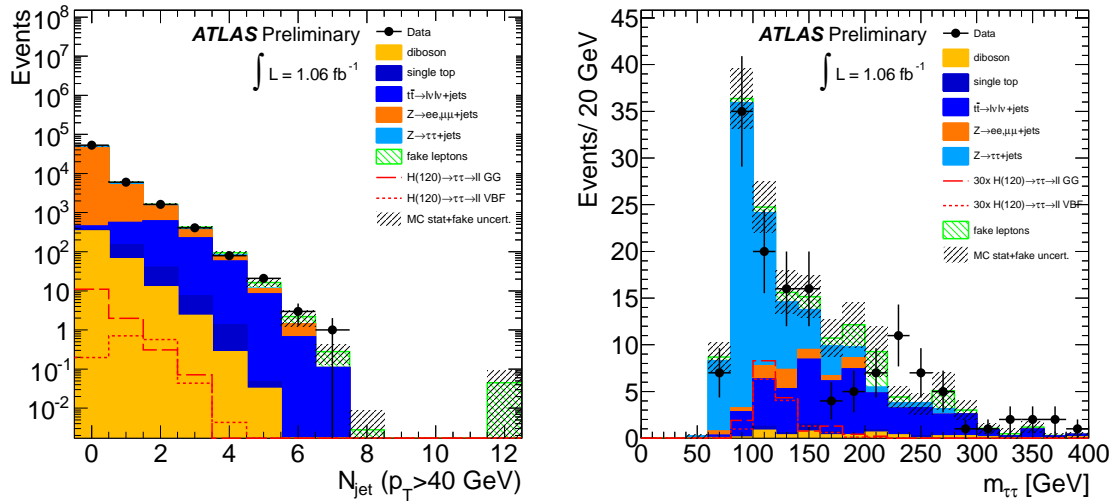 Events
10⁸
10⁷
10⁶
10⁵
10⁴
10³
10²
10
1
10⁻¹
10⁻²
0 2 4 6 8 10 12
N_jet (p_T>40 GeV)
ATLAS Preliminary
∫ L = 1.06 fb⁻¹
Data
diboson
single top
tt̄→lνlν+jets
Z→ee,μμ+jets
Z→ττ+jets
fake leptons
H(120)→ττ→ll GG
H(120)→ττ→ll VBF
MC stat+fake uncert.
Events/ 20 GeV
45
40
35
30
25
20
15
10
5
0
0 50 100 150 200 250 300 350 400
m_ττ [GeV]
ATLAS Preliminary
∫ L = 1.06 fb⁻¹
Data
diboson
single top
tt̄→lνlν+jets
Z→ee,μμ+jets
Z→ττ+jets
30x H(120)→ττ→ll GG
30x H(120)→ττ→ll VBF
fake leptons
MC stat+fake uncert.